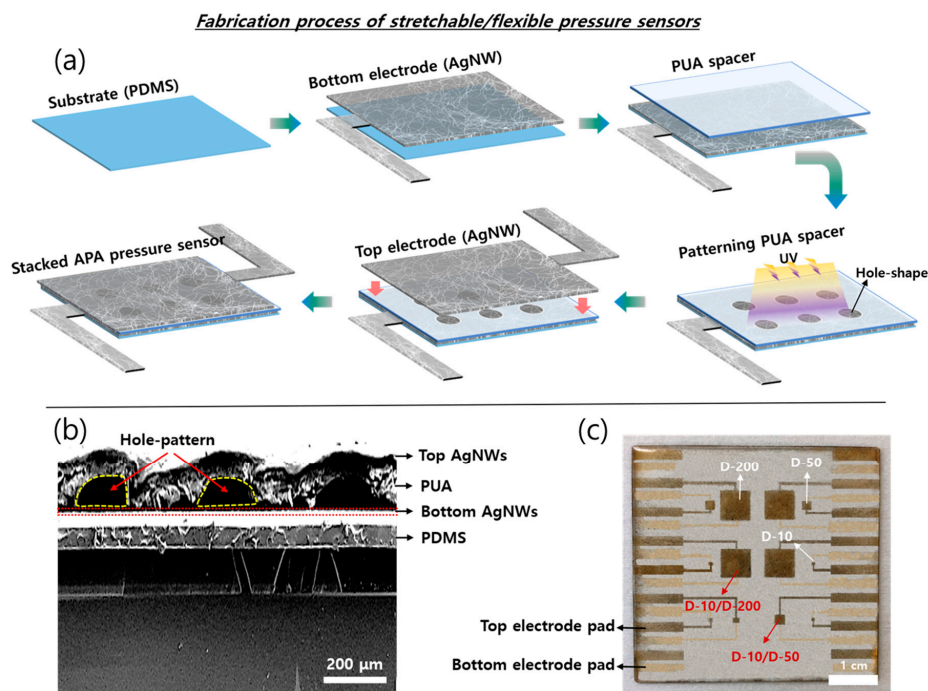 Fabrication process of stretchable/flexible pressure sensors
(a)
Substrate (PDMS)
Bottom electrode (AgNW)
PUA spacer
Stacked APA pressure sensor
Top electrode (AgNW)
Patterning PUA spacer
UV
Hole-shape
(b)
Hole-pattern
Top AgNWs
PUA
Bottom AgNWs
PDMS
200 μm
(c)
D-200
D-50
D-10
D-10/D-200
D-10/D-50
Top electrode pad
Bottom electrode pad
1 cm